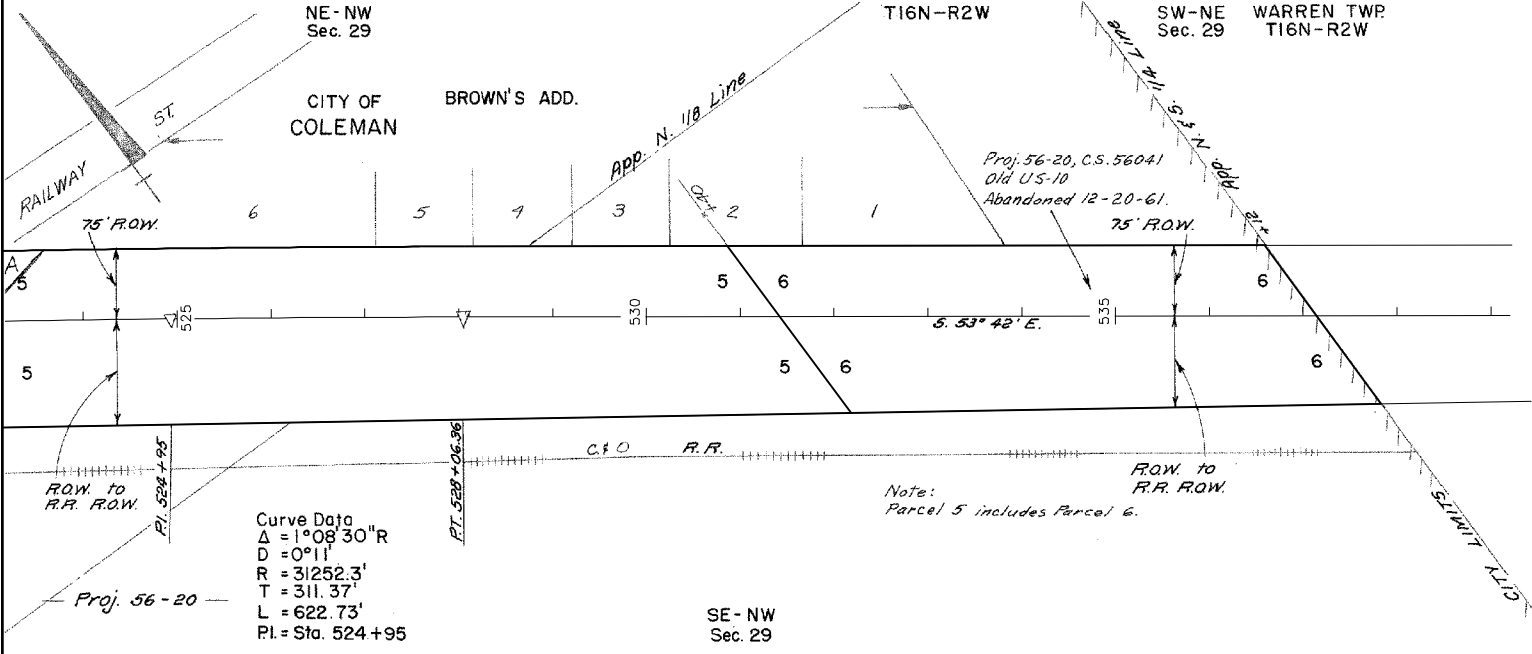 NE-NW
Sec. 29
T16N-R2W
SW-NE
Sec. 29
WARREN TWP.
T16N-R2W
CITY OF
COLEMAN
BROWN'S ADD.
RAILWAY ST.
App. N. 1/8 Line
App. N. & S. 1/4 Line
Proj. 56-20, C.S. 56041
Old US-10
Abandoned 12-20-61.
75' R.O.W.
6
5
4
3
2
1
+40
75' R.O.W.
12+
A
5
5
6
6
525
530
535
S. 53° 42' E.
5
5
6
6
P.I. 524+95
P.T. 528+06.36
C.&O R.R.
R.O.W. to
R.R. R.O.W.
R.O.W. to
R.R. R.O.W.
Note:
Parcel 5 includes Parcel 6.
CITY LIMITS
Curve Data
Δ = 1°08'30"R
D = 0°11'
R = 31252.3'
T = 311.37'
L = 622.73'
P.I. = Sta. 524+95
Proj. 56-20
SE-NW
Sec. 29